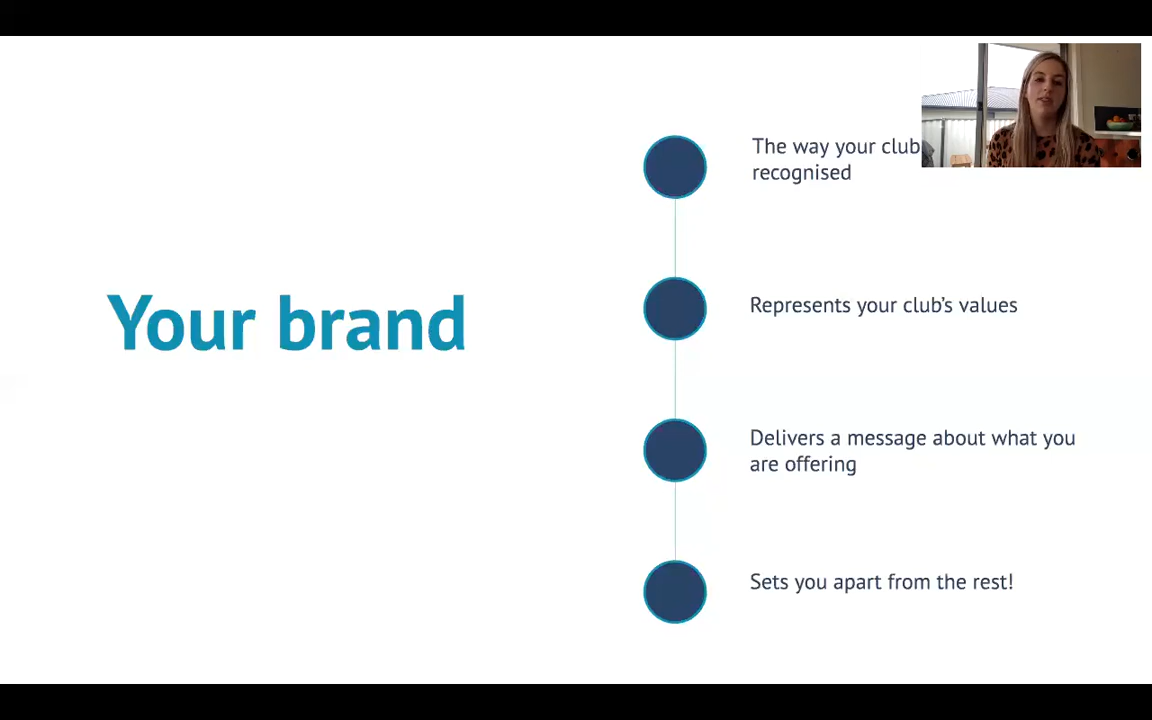 Your brand
The way your club
recognised
Represents your club's values
Delivers a message about what you
are offering
Sets you apart from the rest!